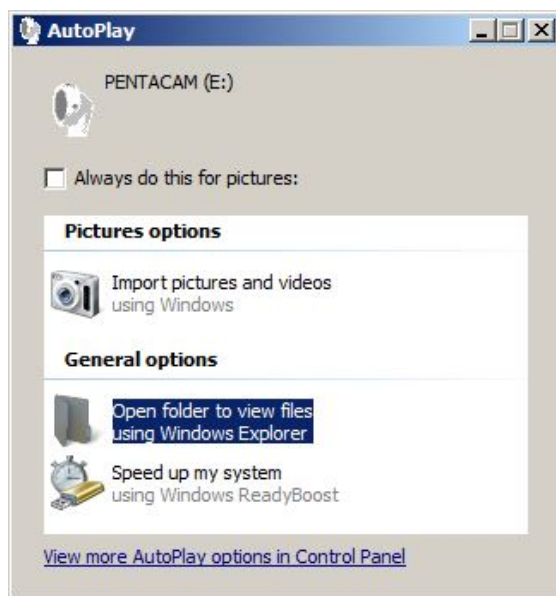 AutoPlay
PENTACAM (E:)
Always do this for pictures:
Pictures options
Import pictures and videos
using Windows
General options
Open folder to view files
using Windows Explorer
Speed up my system
using Windows ReadyBoost
View more AutoPlay options in Control Panel